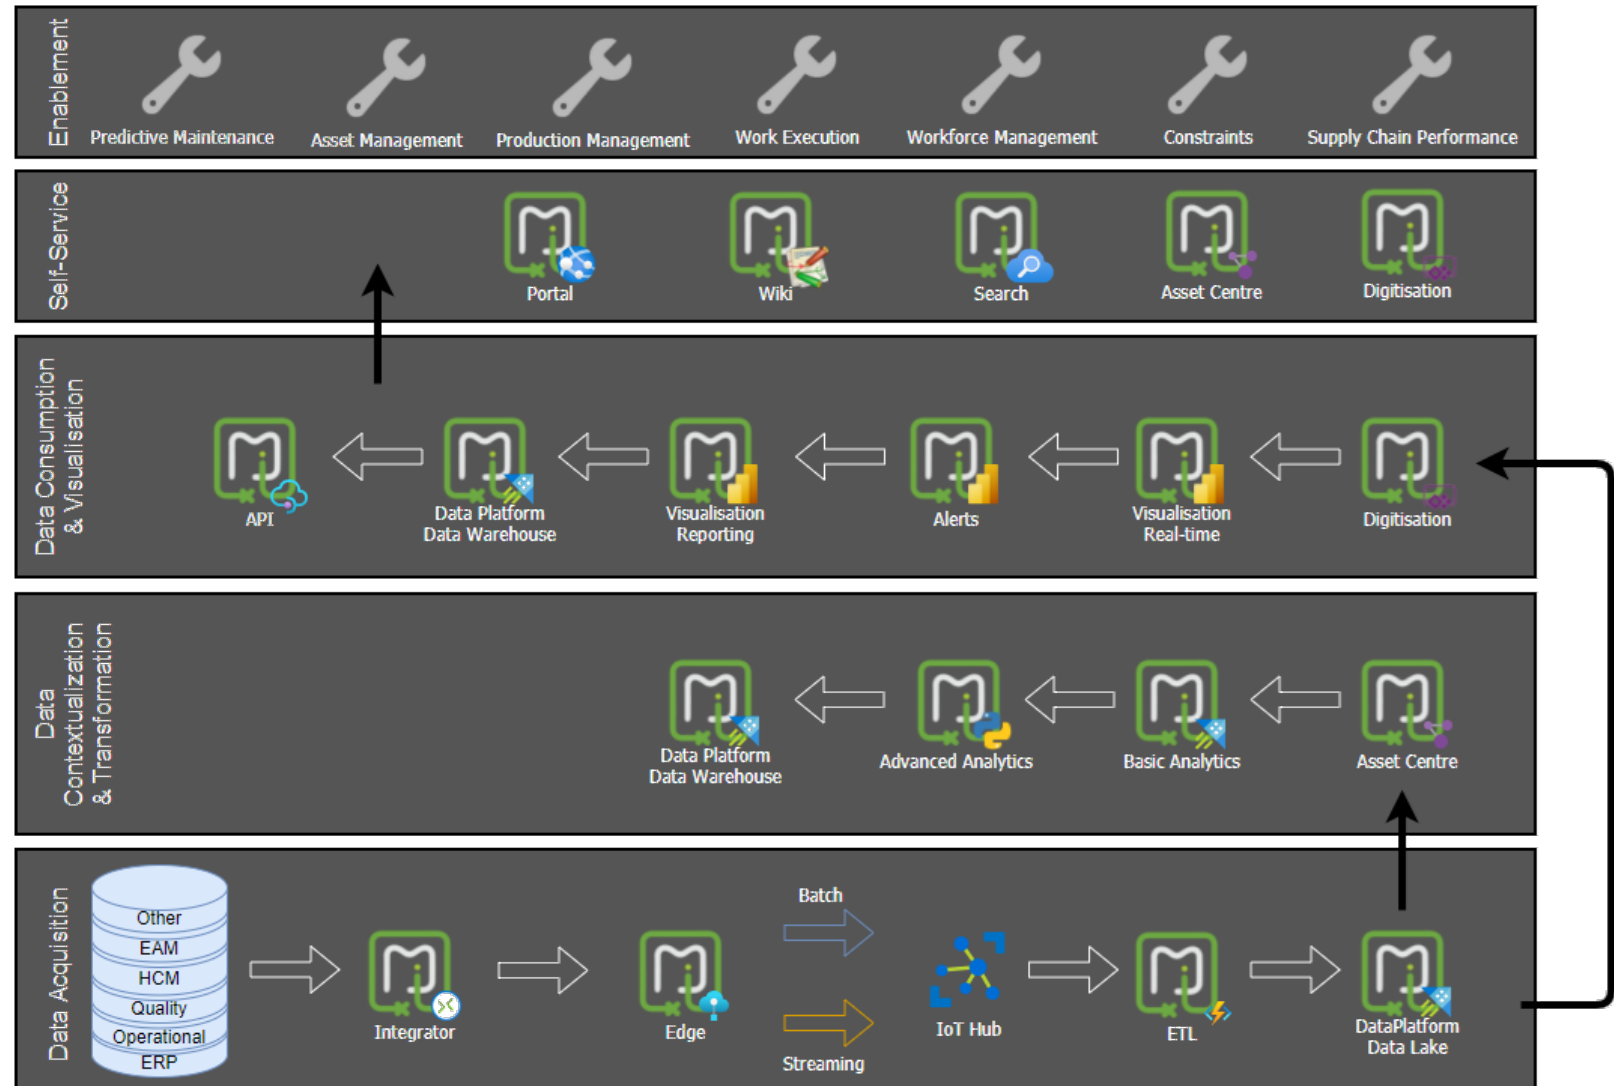 Enablement
Predictive Maintenance
Asset Management
Production Management
Work Execution
Workforce Management
Constraints
Supply Chain Performance
Self-Service
Portal
Wiki
Search
Asset Centre
Digitisation
Data Consumption
& Visualisation
API
Data Platform
Data Warehouse
Visualisation
Reporting
Alerts
Visualisation
Real-time
Digitisation
Data
Contextualization
& Transformation
Data Platform
Data Warehouse
Advanced Analytics
Basic Analytics
Asset Centre
Data Acquisition
Other
EAM
HCM
Quality
Operational
ERP
Integrator
Edge
Batch
Streaming
IoT Hub
ETL
DataPlatform
Data Lake